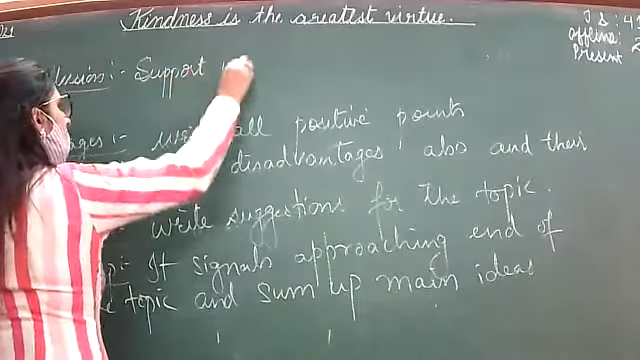 Kindness is the greatest virtue.
Offline:
Present 2
:- Support
:- all positive points
disadvantages also and their
write suggestions for the topic.
:- It signals approaching end of
topic and sum up main ideas